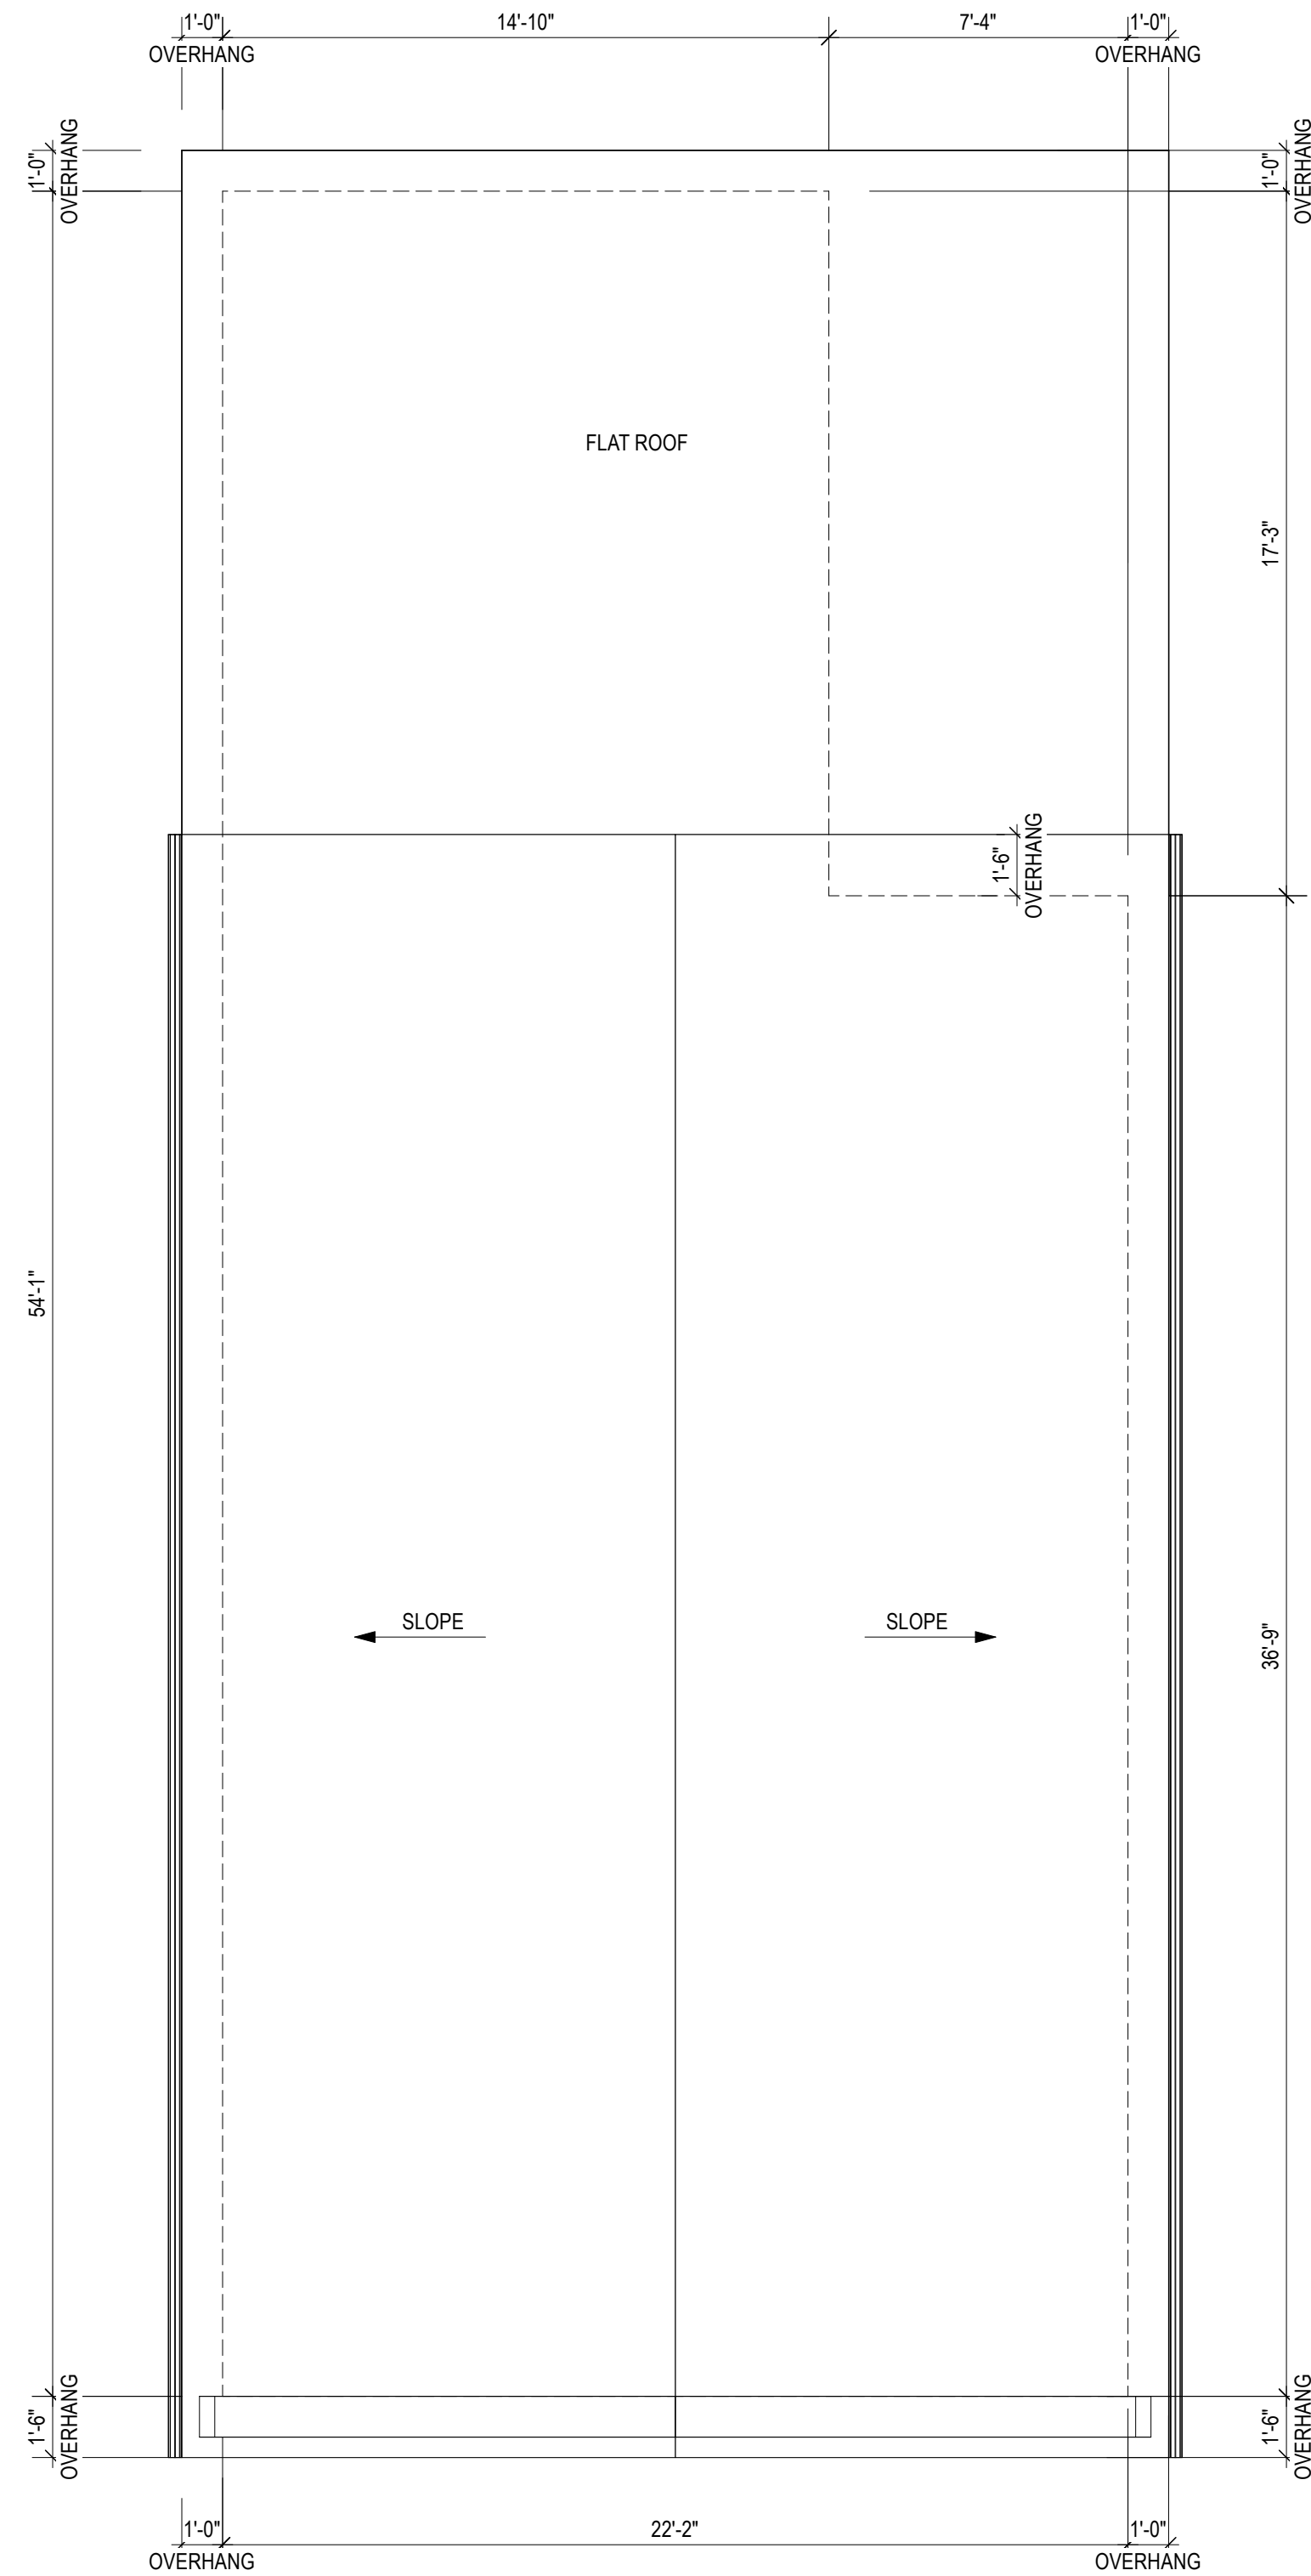 1'-0"
14'-10"
7'-4"
1'-0"
OVERHANG
OVERHANG
1'-0"
OVERHANG
1'-0"
OVERHANG
FLAT ROOF
17'-3"
1'-6"
OVERHANG
54'-1"
SLOPE
SLOPE
36'-9"
1'-6"
OVERHANG
1'-6"
OVERHANG
1'-0"
22'-2"
1'-0"
OVERHANG
OVERHANG